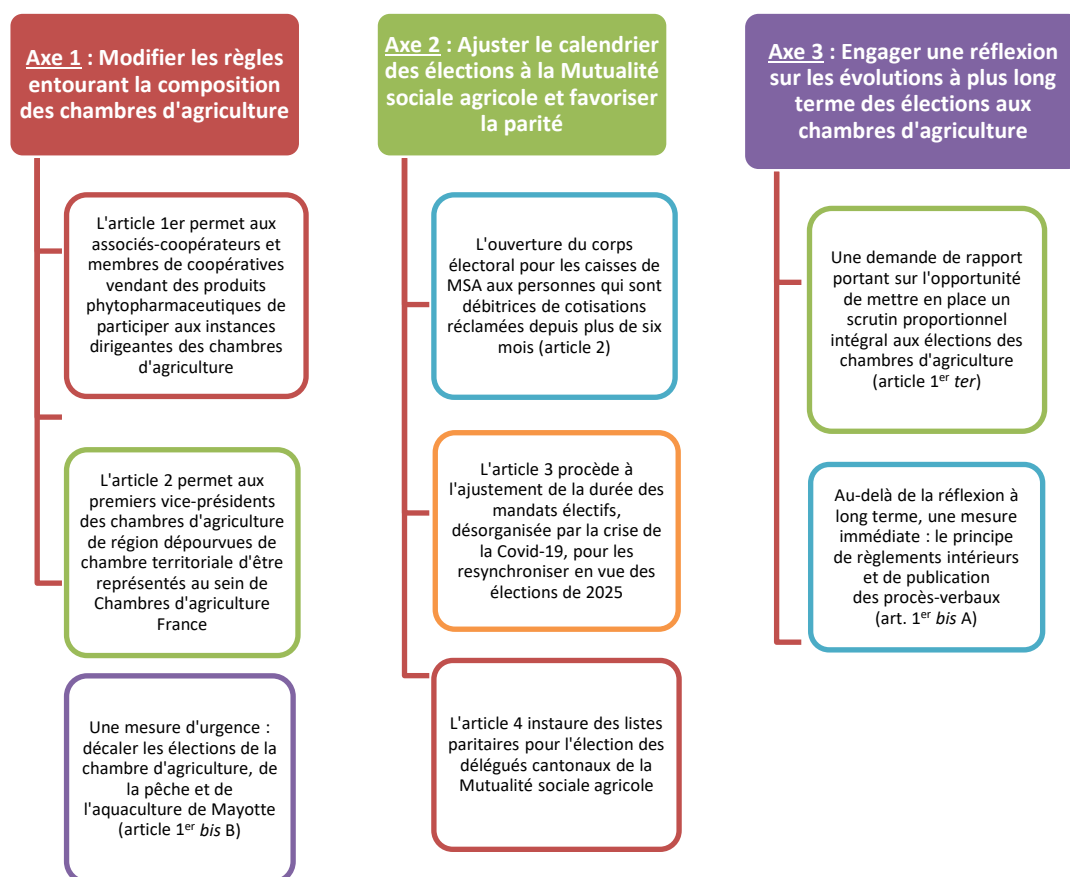 Axe 1 : Modifier les règles
entourant la composition
des chambres d'agriculture
L'article 1er permet aux
associés-coopérateurs et
membres de coopératives
vendant des produits
phytopharmaceutiques de
participer aux instances
dirigeantes des chambres
d'agriculture
L'article 2 permet aux
premiers vice-présidents
des chambres d'agriculture
de région dépourvues de
chambre territoriale d'être
représentés au sein de
Chambres d'agriculture
France
Une mesure d'urgence :
décaler les élections de la
chambre d'agriculture, de
la pêche et de
l'aquaculture de Mayotte
(article 1er bis B)
Axe 2 : Ajuster le calendrier
des élections à la Mutualité
sociale agricole et favoriser
la parité
L'ouverture du corps
électoral pour les caisses de
MSA aux personnes qui sont
débitrices de cotisations
réclamées depuis plus de six
mois (article 2)
L'article 3 procède à
l'ajustement de la durée des
mandats électifs,
désorganisée par la crise de
la Covid-19, pour les
resynchroniser en vue des
élections de 2025
L'article 4 instaure des listes
paritaires pour l'élection des
délégués cantonaux de la
Mutualité sociale agricole
Axe 3 : Engager une réflexion
sur les évolutions à plus long
terme des élections aux
chambres d'agriculture
Une demande de rapport
portant sur l'opportunité
de mettre en place un
scrutin proportionnel
intégral aux élections des
chambres d'agriculture
(article 1er ter)
Au-delà de la réflexion à
long terme, une mesure
immédiate : le principe
de règlements intérieurs
et de publication
des procès-verbaux
(art. 1er bis A)